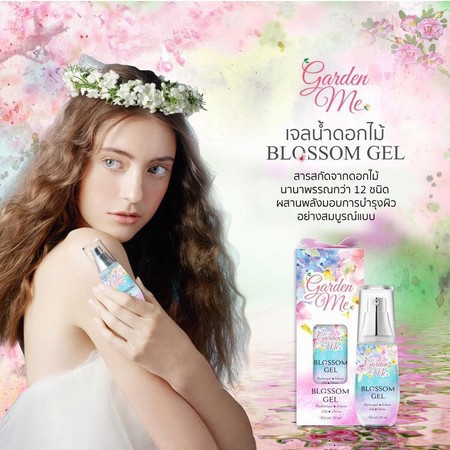 Garden
Me
เจลน้ำดอกไม้
BLOSSOM GEL
สารสกัดจากดอกไม้
นานาพรรณกว่า 12 ชนิด
ผสานพลังมอบการบำรุงผิว
อย่างสมบูรณ์แบบ
Garden
Me
Garden
Me
BLOSSOM
GEL
BLOSSOM
GEL
Garden
Me
BLOSSOM
GEL